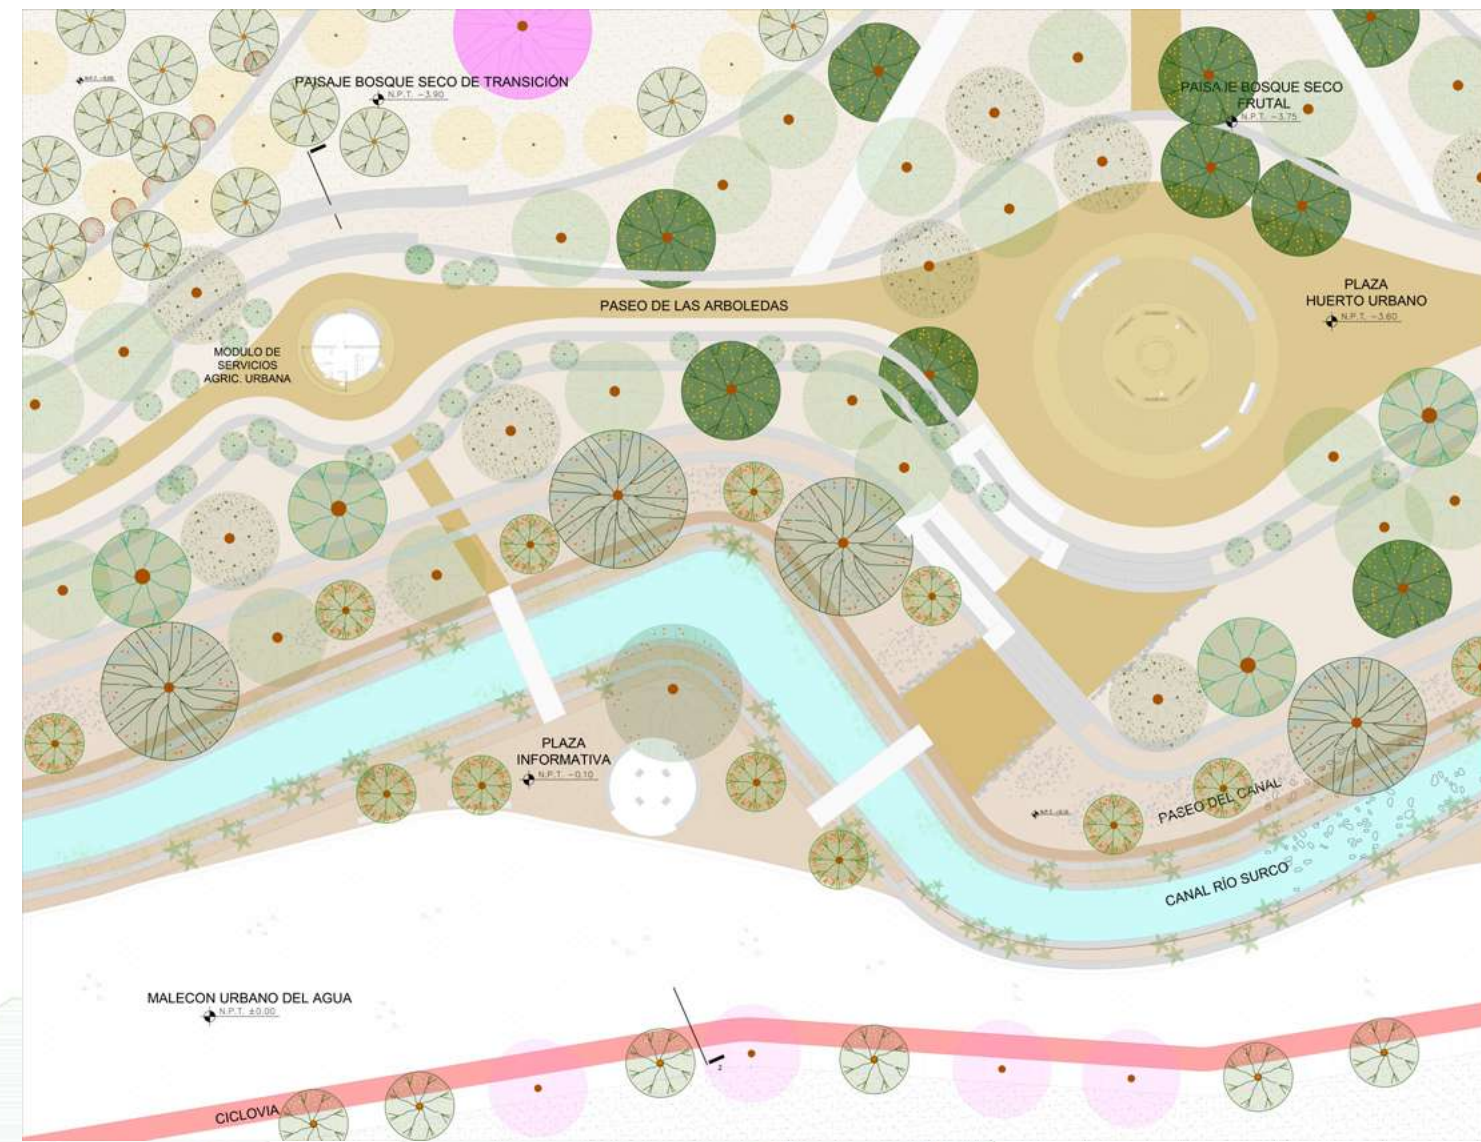 PAISAJE BOSQUE SECO DE TRANSICIÓN
N.P.T. -3.90
PAISAJE BOSQUE SECO
FRUTAL
N.P.T. -3.75
PLAZA
HUERTO URBANO
N.P.T. -3.60
PASEO DE LAS ARBOLEDAS
MODULO DE
SERVICIOS
AGRIC. URBANA
PLAZA
INFORMATIVA
N.P.T. -0.10
PASEO DEL CANAL
CANAL RÍO SURCO
MALECON URBANO DEL AGUA
N.P.T. ±0.00
2
CICLOVIA